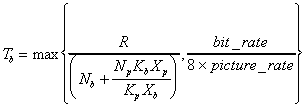 T_b = max { R / ( N_b + N_p K_b X_p / K_p X_b ) , bit_rate / 8 × picture_rate }